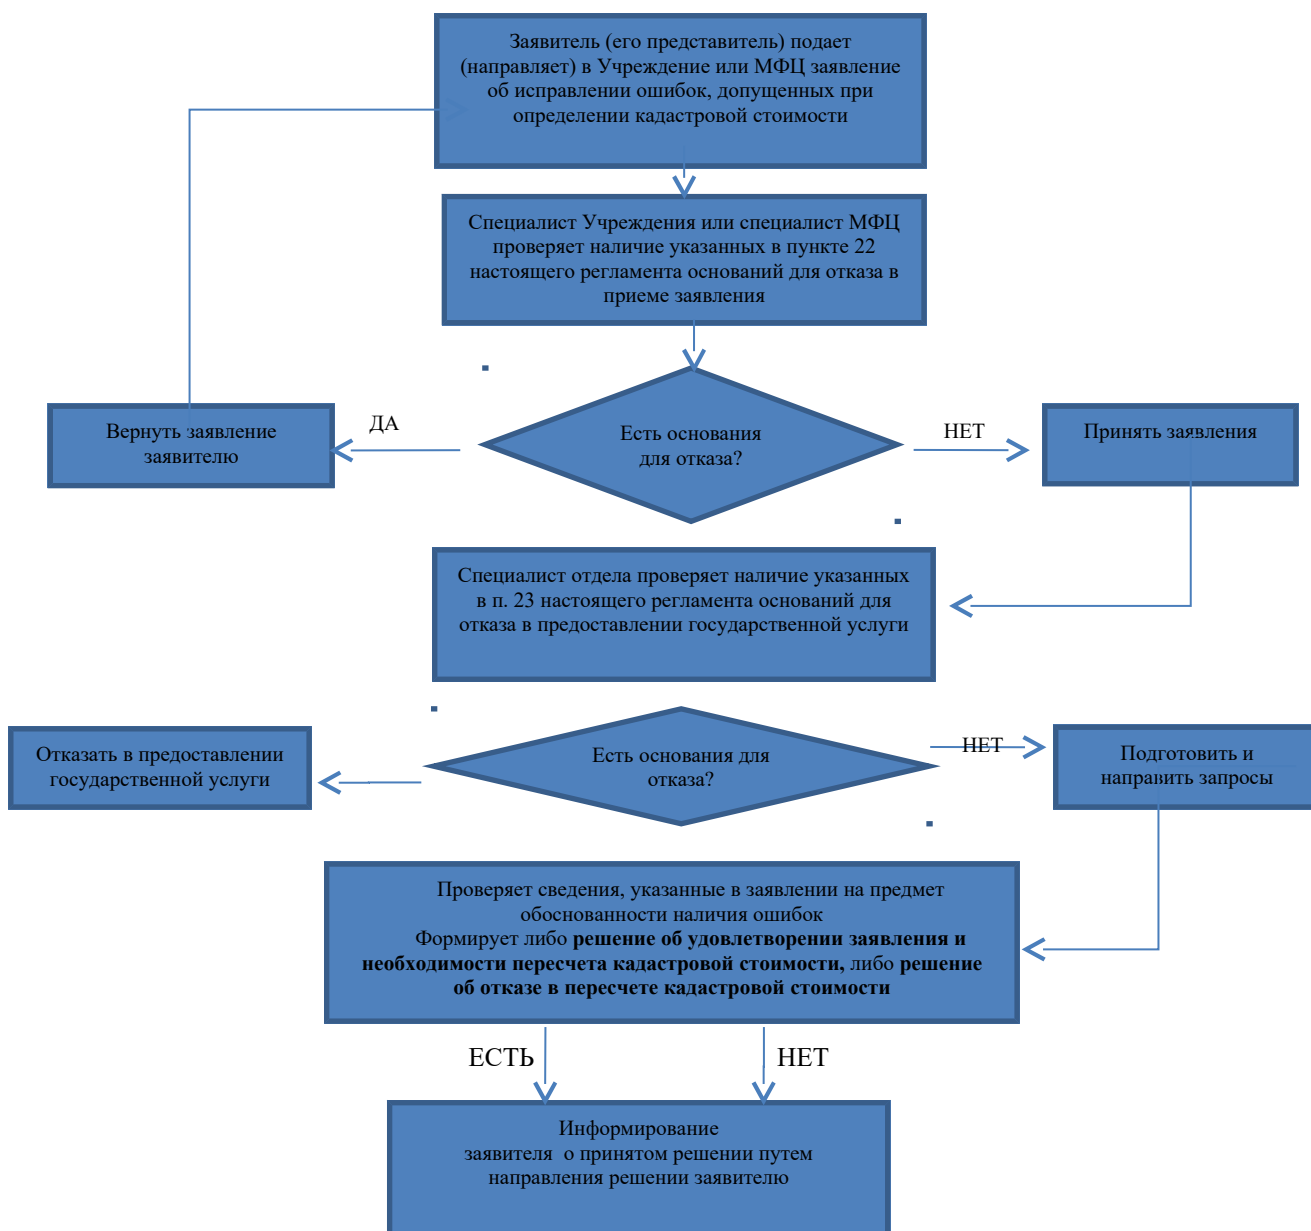 Заявитель (его представитель) подает
(направляет) в Учреждение или МФЦ заявление
об исправлении ошибок, допущенных при
определении кадастровой стоимости
Специалист Учреждения или специалист МФЦ
проверяет наличие указанных в пункте 22
настоящего регламента оснований для отказа в
приеме заявления
Вернуть заявление
заявителю
ДА
Есть основания
для отказа?
НЕТ
Принять заявления
Специалист отдела проверяет наличие указанных
в п. 23 настоящего регламента оснований для
отказа в предоставлении государственной услуги
Отказать в предоставлении
государственной услуги
Есть основания для
отказа?
НЕТ
Подготовить и
направить запросы
Проверяет сведения, указанные в заявлении на предмет
обоснованности наличия ошибок
Формирует либо решение об удовлетворении заявления и
необходимости пересчета кадастровой стоимости, либо решение
об отказе в пересчете кадастровой стоимости
ЕСТЬ
НЕТ
Информирование
заявителя о принятом решении путем
направления решении заявителю